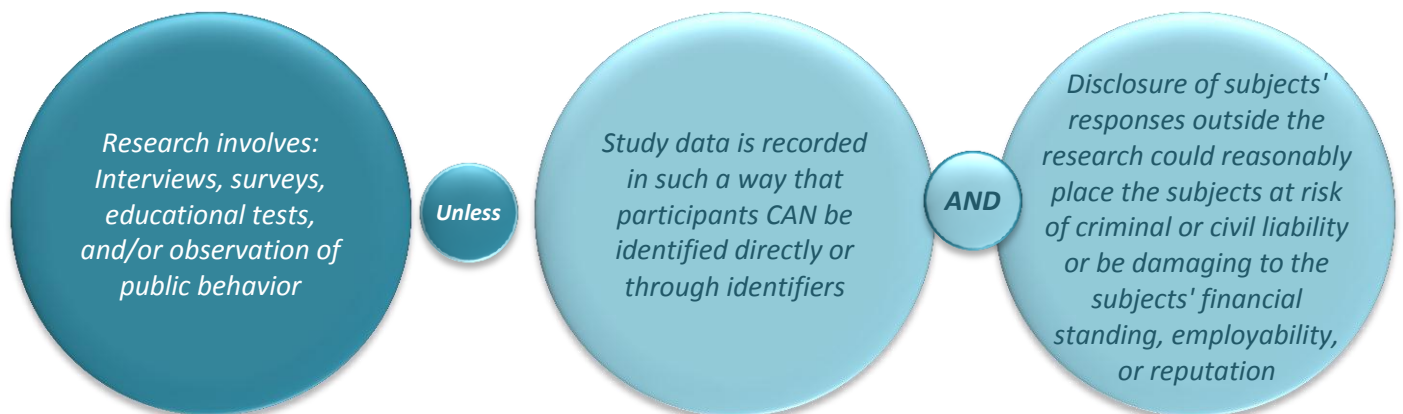 Research involves:
Interviews, surveys,
educational tests,
and/or observation of
public behavior
Unless
Study data is recorded
in such a way that
participants CAN be
identified directly or
through identifiers
AND
Disclosure of subjects'
responses outside the
research could reasonably
place the subjects at risk
of criminal or civil liability
or be damaging to the
subjects' financial
standing, employability,
or reputation